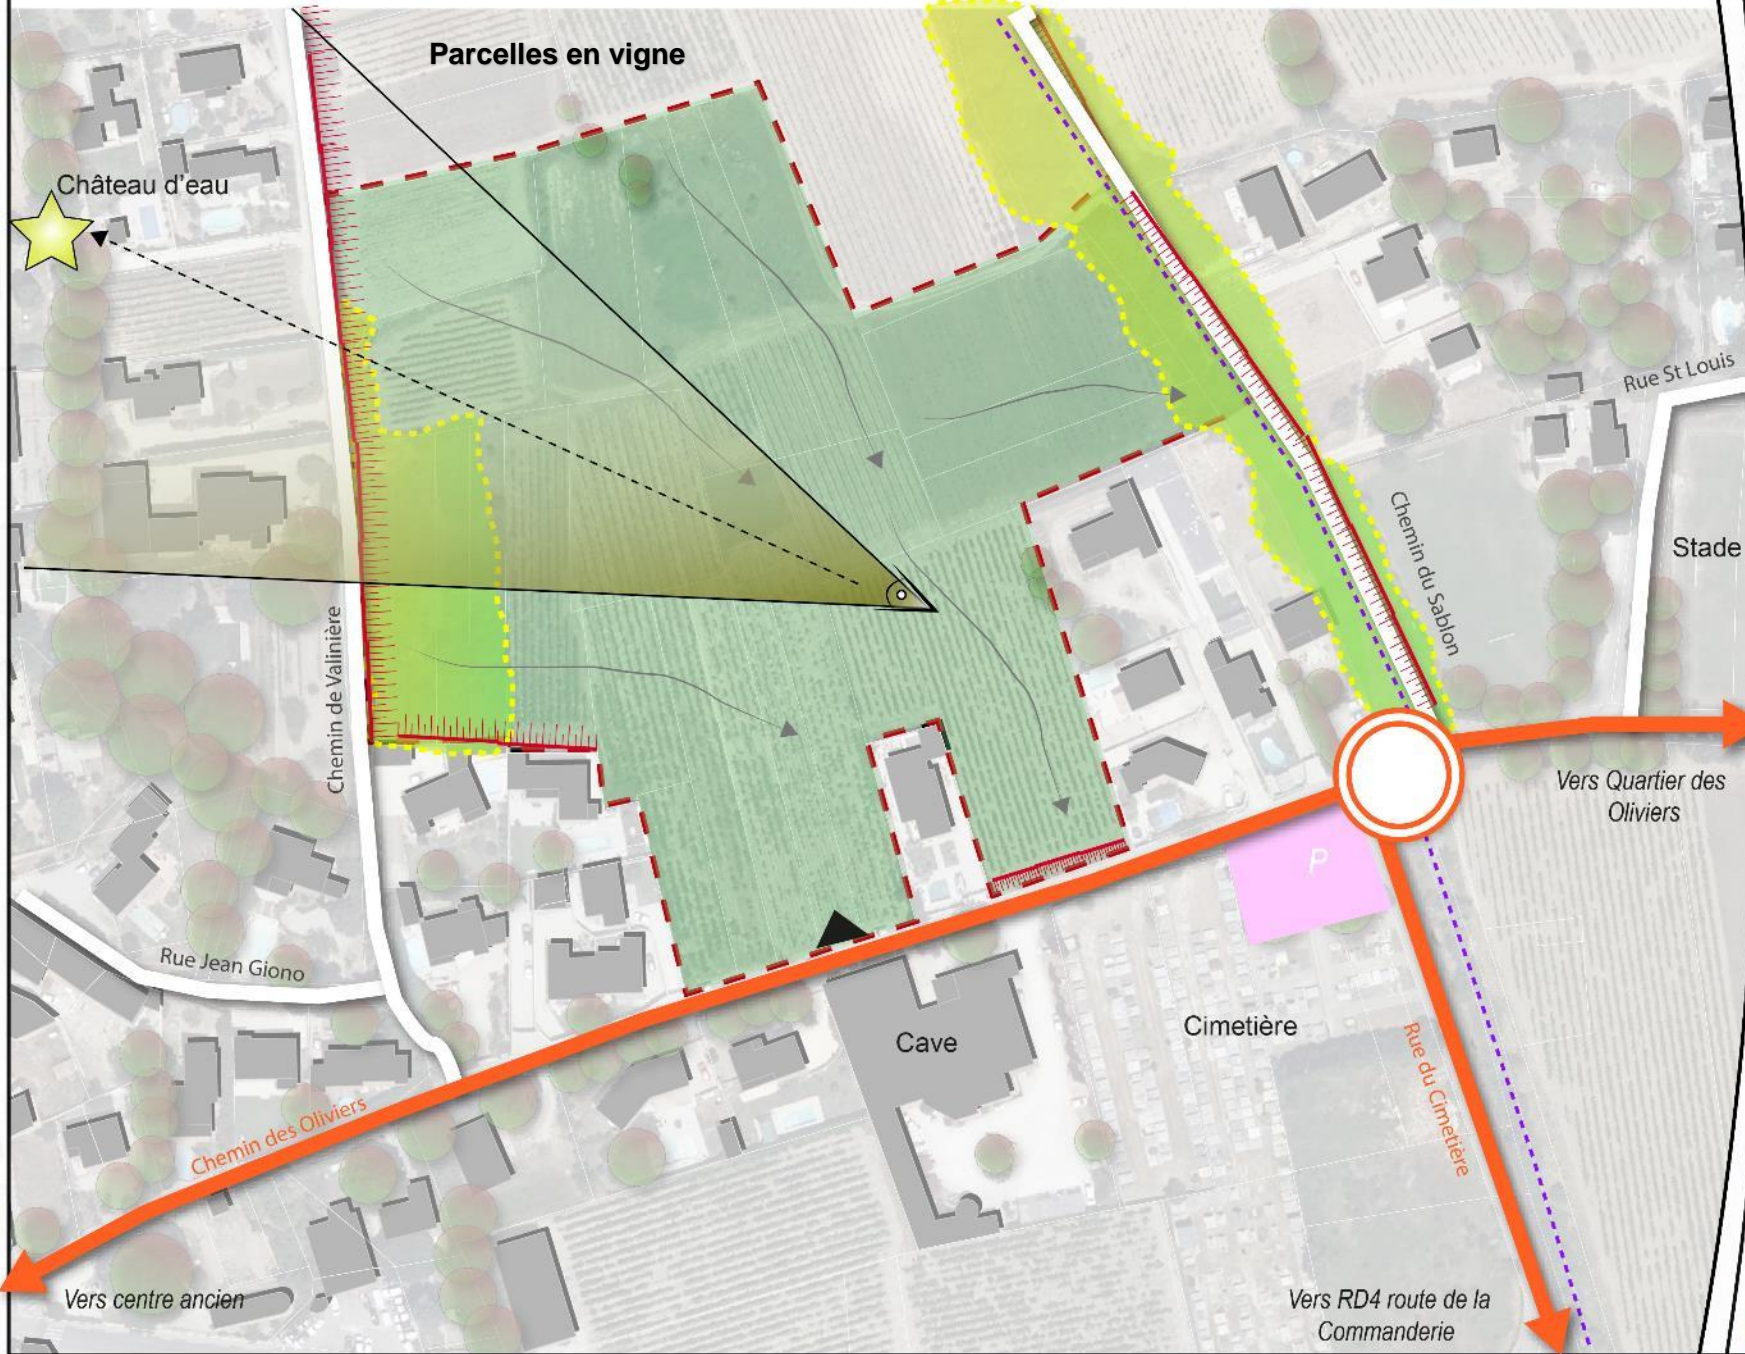 Parcelles en vigne
Château d'eau
Rue St Louis
Stade
Chemin du Sablon
Chemin de Valinière
Vers Quartier des
Oliviers
P
Rue Jean Giono
Cave
Cimetière
Rue du Cimetière
Chemin des Oliviers
Vers centre ancien
Vers RD4 route de la
Commanderie